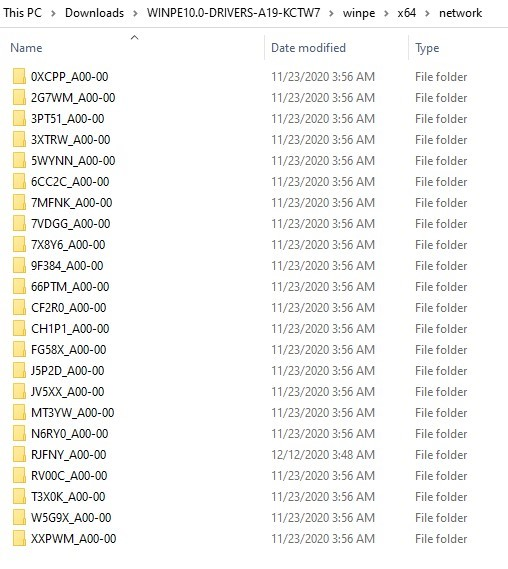 This PC > Downloads > WINPE10.0-DRIVERS-A19-KCTW7 > winpe > x64 > network
Name Date modified Type
0XCPP_A00-00 11/23/2020 3:56 AM File folder
2G7WM_A00-00 11/23/2020 3:56 AM File folder
3PT51_A00-00 11/23/2020 3:56 AM File folder
3XTRW_A00-00 11/23/2020 3:56 AM File folder
5WYNN_A00-00 11/23/2020 3:56 AM File folder
6CC2C_A00-00 11/23/2020 3:56 AM File folder
7MFNK_A00-00 11/23/2020 3:56 AM File folder
7VDGG_A00-00 11/23/2020 3:56 AM File folder
7X8Y6_A00-00 11/23/2020 3:56 AM File folder
9F384_A00-00 11/23/2020 3:56 AM File folder
66PTM_A00-00 11/23/2020 3:56 AM File folder
CF2R0_A00-00 11/23/2020 3:56 AM File folder
CH1P1_A00-00 11/23/2020 3:56 AM File folder
FG58X_A00-00 11/23/2020 3:56 AM File folder
J5P2D_A00-00 11/23/2020 3:56 AM File folder
JV5XX_A00-00 11/23/2020 3:56 AM File folder
MT3YW_A00-00 11/23/2020 3:56 AM File folder
N6RY0_A00-00 11/23/2020 3:56 AM File folder
RJFNY_A00-00 12/12/2020 3:48 AM File folder
RV00C_A00-00 11/23/2020 3:56 AM File folder
T3X0K_A00-00 11/23/2020 3:56 AM File folder
W5G9X_A00-00 11/23/2020 3:56 AM File folder
XXPWM_A00-00 11/23/2020 3:56 AM File folder